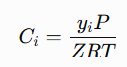 C_i = \frac{y_i P}{ZRT}